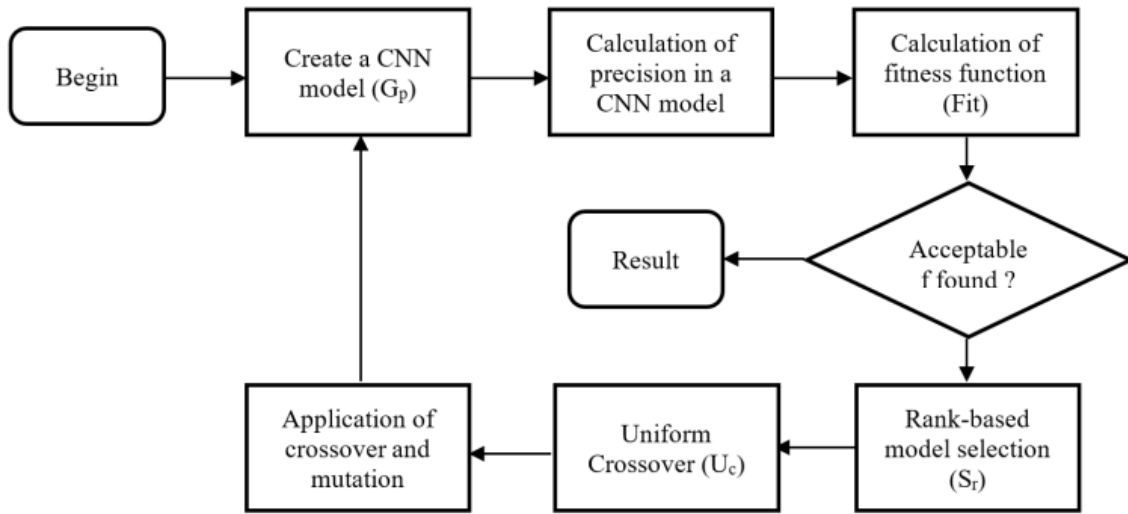 Begin
Create a CNN
model (Gₚ)
Calculation of
precision in a
CNN model
Calculation of
fitness function
(Fit)
Acceptable
f found ?
Result
Rank-based
model selection
(Sᵣ)
Uniform
Crossover (U꜀)
Application of
crossover and
mutation